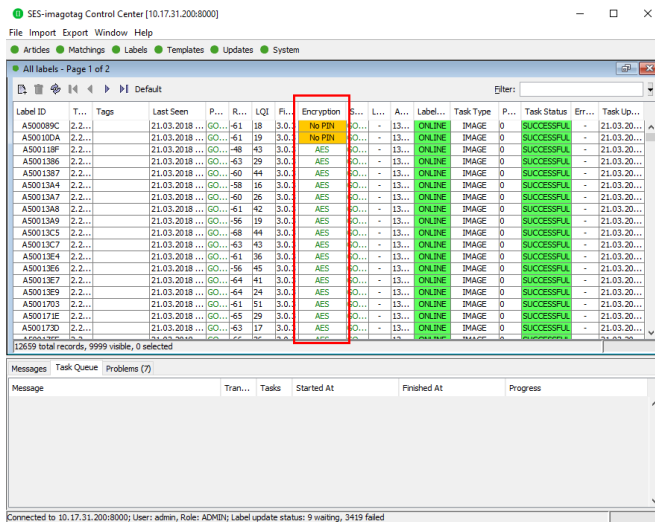 SES-imagotag Control Center [10.17.31.200:8000]
File Import Export Window Help
Articles Matchings Labels Templates Updates System
All labels - Page 1 of 2
Default Filter:
Label ID T... Tags Last Seen P... R... LQI Fi... Encryption S... L... A... Label... Task Type P... Task Status Err... Task Up...
A500089C 2.2... 21.03.2018 ... GO... -61 18 3.0.: No PIN GO... - 13... ONLINE IMAGE 0 SUCCESSFUL - 21.03.20...
A50010DA 2.2... 21.03.2018 ... GO... -61 19 3.0.: No PIN GO... - 13... ONLINE IMAGE 0 SUCCESSFUL - 21.03.20...
A500118F 2.2... 21.03.2018 ... GO... -48 43 3.0.: AES GO... - 13... ONLINE IMAGE 0 SUCCESSFUL - 21.03.20...
A5001386 2.2... 21.03.2018 ... GO... -63 29 3.0.: AES GO... - 13... ONLINE IMAGE 0 SUCCESSFUL - 21.03.20...
A5001387 2.2... 21.03.2018 ... GO... -60 44 3.0.: AES GO... - 13... ONLINE IMAGE 0 SUCCESSFUL - 21.03.20...
A50013A4 2.2... 21.03.2018 ... GO... -58 16 3.0.: AES GO... - 13... ONLINE IMAGE 0 SUCCESSFUL - 21.03.20...
A50013A7 2.2... 21.03.2018 ... GO... -60 26 3.0.: AES GO... - 13... ONLINE IMAGE 0 SUCCESSFUL - 21.03.20...
A50013A8 2.2... 21.03.2018 ... GO... -61 42 3.0.: AES GO... - 13... ONLINE IMAGE 0 SUCCESSFUL - 21.03.20...
A50013A9 2.2... 21.03.2018 ... GO... -56 19 3.0.: AES GO... - 13... ONLINE IMAGE 0 SUCCESSFUL - 21.03.20...
A50013C5 2.2... 21.03.2018 ... GO... -68 44 3.0.: AES GO... - 13... ONLINE IMAGE 0 SUCCESSFUL - 21.03.20...
A50013C7 2.2... 21.03.2018 ... GO... -63 43 3.0.: AES GO... - 13... ONLINE IMAGE 0 SUCCESSFUL - 21.03.20...
A50013E4 2.2... 21.03.2018 ... GO... -61 36 3.0.: AES GO... - 13... ONLINE IMAGE 0 SUCCESSFUL - 21.03.20...
A50013E6 2.2... 21.03.2018 ... GO... -56 45 3.0.: AES GO... - 13... ONLINE IMAGE 0 SUCCESSFUL - 21.03.20...
A50013E7 2.2... 21.03.2018 ... GO... -64 41 3.0.: AES GO... - 13... ONLINE IMAGE 0 SUCCESSFUL - 21.03.20...
A50013E9 2.2... 21.03.2018 ... GO... -64 24 3.0.: AES GO... - 13... ONLINE IMAGE 0 SUCCESSFUL - 21.03.20...
A5001703 2.2... 21.03.2018 ... GO... -61 51 3.0.: AES GO... - 13... ONLINE IMAGE 0 SUCCESSFUL - 21.03.20...
A500171E 2.2... 21.03.2018 ... GO... -65 29 3.0.: AES GO... - 13... ONLINE IMAGE 0 SUCCESSFUL - 21.03.20...
A500173D 2.2... 21.03.2018 ... GO... -63 17 3.0.: AES GO... - 13... ONLINE IMAGE 0 SUCCESSFUL - 21.03.20...
12659 total records, 9999 visible, 0 selected
Messages Task Queue Problems (7)
Message Tran... Tasks Started At Finished At Progress
Connected to 10.17.31.200:8000; User: admin, Role: ADMIN; Label update status: 9 waiting, 3419 failed